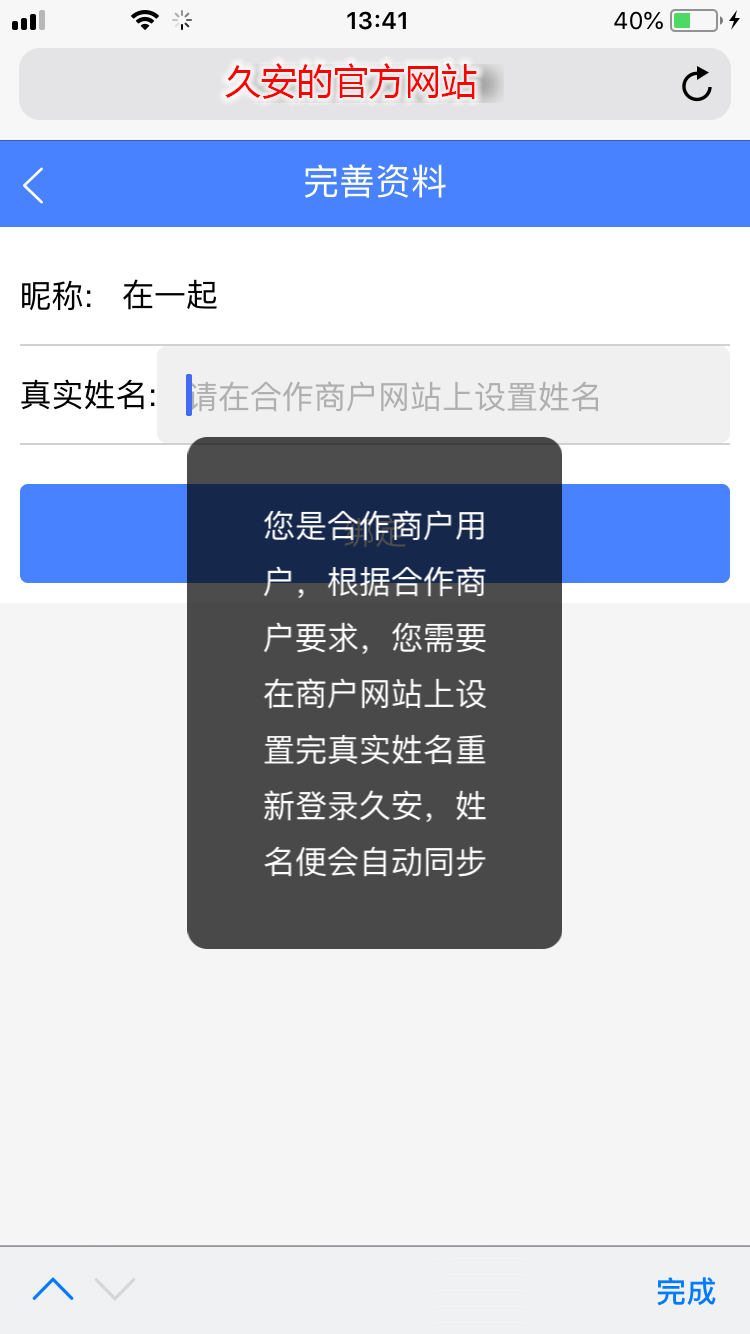 13:41
40%
久安的官方网站
完善资料
昵称: 在一起
真实姓名: 请在合作商户网站上设置姓名
绑定
您是合作商户用
户，根据合作商
户要求，您需要
在商户网站上设
置完真实姓名重
新登录久安，姓
名便会自动同步
完成